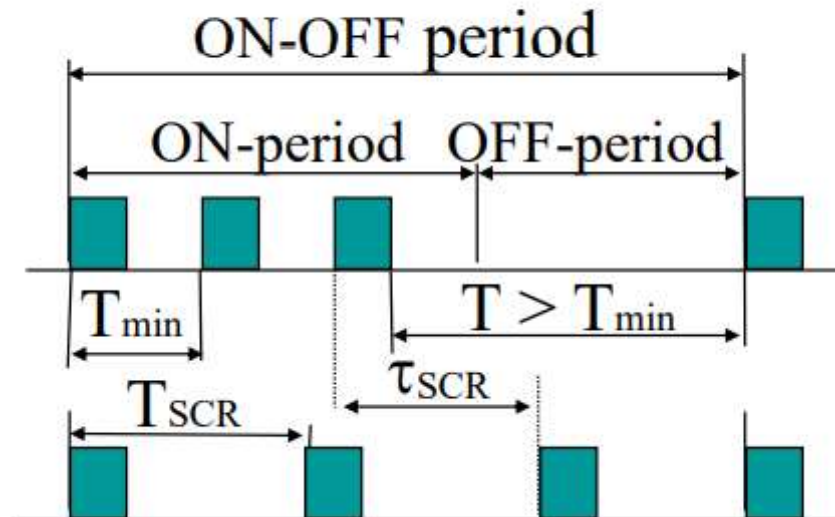 ON-OFF period
ON-period OFF-period
Tmin T > Tmin
TSCR τSCR